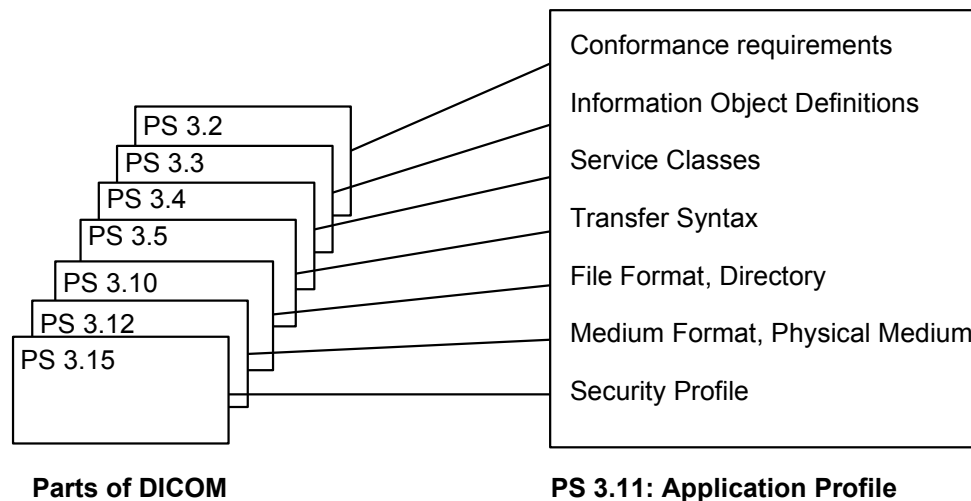 PS 3.2
PS 3.3
PS 3.4
PS 3.5
PS 3.10
PS 3.12
PS 3.15
Parts of DICOM
Conformance requirements
Information Object Definitions
Service Classes
Transfer Syntax
File Format, Directory
Medium Format, Physical Medium
Security Profile
PS 3.11: Application Profile